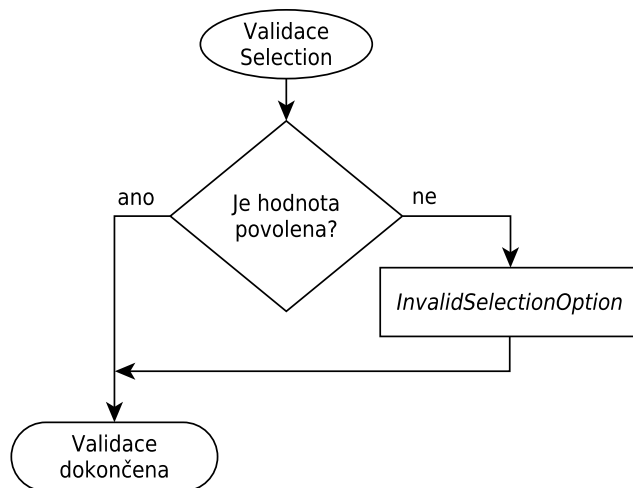 Validace
Selection
Je hodnota
povolena?
ano
ne
InvalidSelectionOption
Validace
dokončena